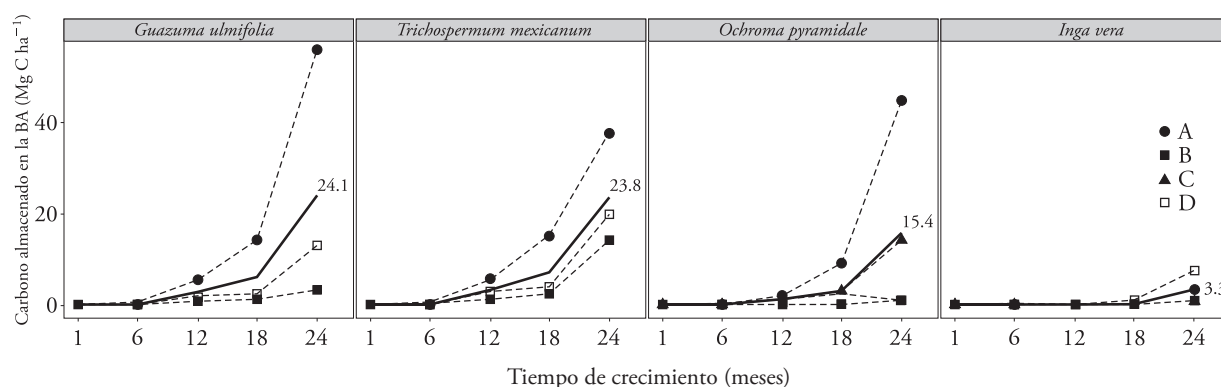 Guazuma ulmifolia
Trichospermum mexicanum
Ochroma pyramidale
Inga vera
Carbono almacenado en la BA (Mg C ha⁻¹)
40
20
0
24.1
23.8
15.4
3.3
A
B
C
D
1 6 12 18 24 1 6 12 18 24 1 6 12 18 24 1 6 12 18 24
Tiempo de crecimiento (meses)